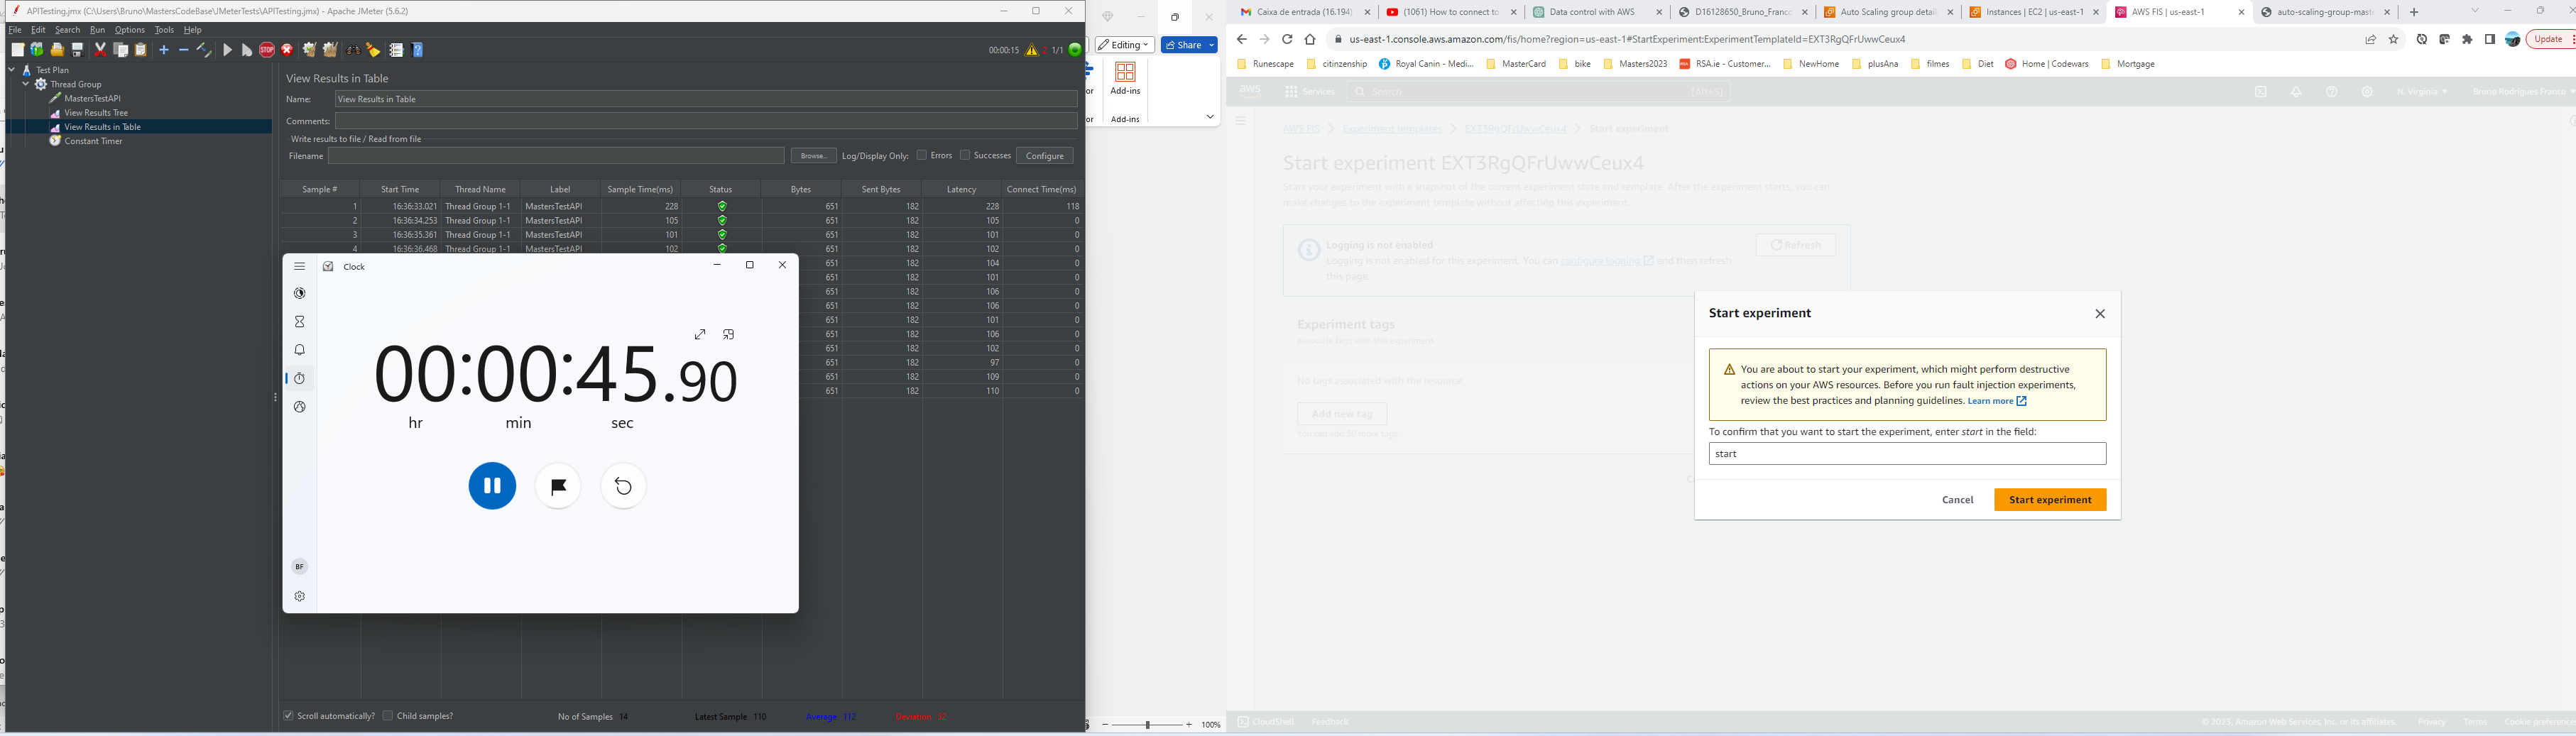 APITesting.jmx (C:\Users\Bruno\MastersCodeBase\JMeterTests\APITesting.jmx) - Apache JMeter (5.6.2)
File Edit Search Run Options Tools Help
00:00:15 2 1/1
Test Plan
Thread Group
MastersTestAPI
View Results Tree
View Results in Table
Constant Timer
View Results in Table
Name: View Results in Table
Comments:
Write results to file / Read from file
Filename Browse... Log/Display Only: Errors Successes Configure
Sample # Start Time Thread Name Label Sample Time(ms) Status Bytes Sent Bytes Latency Connect Time(ms)
1 16:36:33.021 Thread Group 1-1 MastersTestAPI 228 651 182 228 118
2 16:36:34.253 Thread Group 1-1 MastersTestAPI 105 651 182 105 0
3 16:36:35.361 Thread Group 1-1 MastersTestAPI 101 651 182 101 0
4 16:36:36.468 Thread Group 1-1 MastersTestAPI 102 651 182 102 0
651 182 104 0
651 182 101 0
651 182 106 0
651 182 106 0
651 182 101 0
651 182 106 0
651 182 102 0
651 182 97 0
651 182 109 0
651 182 110 0
Clock
00:00:45.90
hr min sec
BF
Scroll automatically? Child samples? No of Samples 14 Latest Sample 110 Average 112 Deviation 32
Editing Share
or Add-ins
or Add-ins
100%
Caixa de entrada (16.194) (1061) How to connect to Data control with AWS D16128650_Bruno_Franco Auto Scaling group detail Instances | EC2 | us-east-1 AWS FIS | us-east-1 auto-scaling-group-maste
us-east-1.console.aws.amazon.com/fis/home?region=us-east-1#StartExperiment:ExperimentTemplateId=EXT3RgQFrUwwCeux4 Update
Runescape citinzenship Royal Canin - Medi... MasterCard bike Masters2023 RSA.ie - Customer... NewHome plusAna filmes Diet Home | Codewars Mortgage
aws Services Search [Alt+S] N. Virginia Bruno Rodrigues Franco
AWS FIS Experiment templates EXT3RgQFrUwwCeux4 Start experiment
Start experiment EXT3RgQFrUwwCeux4
Start your experiment with a snapshot of the current experiment state and template. After the experiment starts, you can
make changes to the experiment template without affecting this experiment.
Logging is not enabled
Logging is not enabled for this experiment. You can configure logging and then refresh
this page.
Refresh
Experiment tags
Associate tags with this experiment.
No tags associated with the resource.
Add new tag
You can add 50 more tags.
Start experiment
You are about to start your experiment, which might perform destructive
actions on your AWS resources. Before you run fault injection experiments,
review the best practices and planning guidelines. Learn more
To confirm that you want to start the experiment, enter start in the field:
start
Cancel Start experiment
CloudShell Feedback © 2023, Amazon Web Services, Inc. or its affiliates. Privacy Terms Cookie preferences